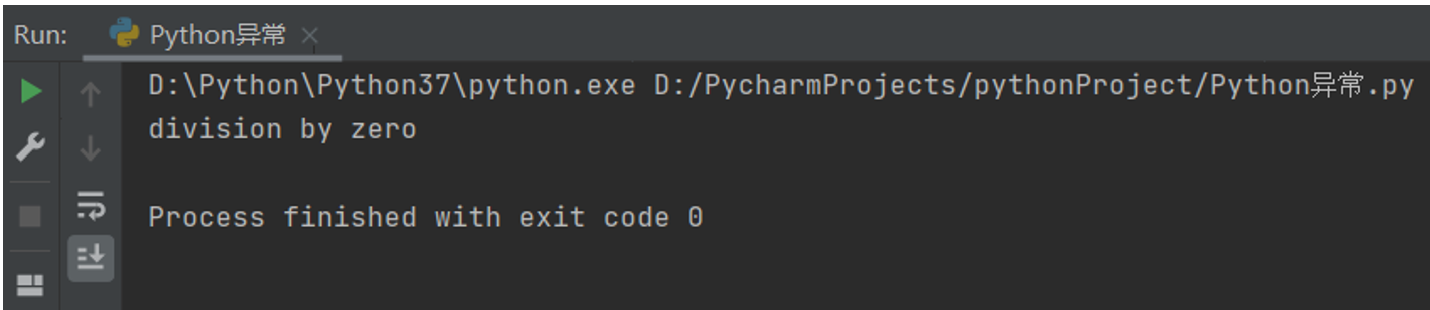 Run: Python异常
D:\Python\Python37\python.exe D:/PycharmProjects/pythonProject/Python异常.py
division by zero
Process finished with exit code 0